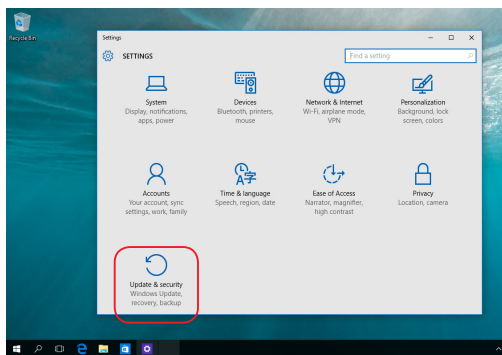 Recycle Bin
Settings
SETTINGS
Find a setting
System
Display, notifications,
apps, power
Devices
Bluetooth, printers,
mouse
Network & Internet
Wi-Fi, airplane mode,
VPN
Personalization
Background, lock
screen, colors
Accounts
Your account, sync
settings, work, family
Time & language
Speech, region, date
Ease of Access
Narrator, magnifier,
high contrast
Privacy
Location, camera
Update & security
Windows Update,
recovery, backup